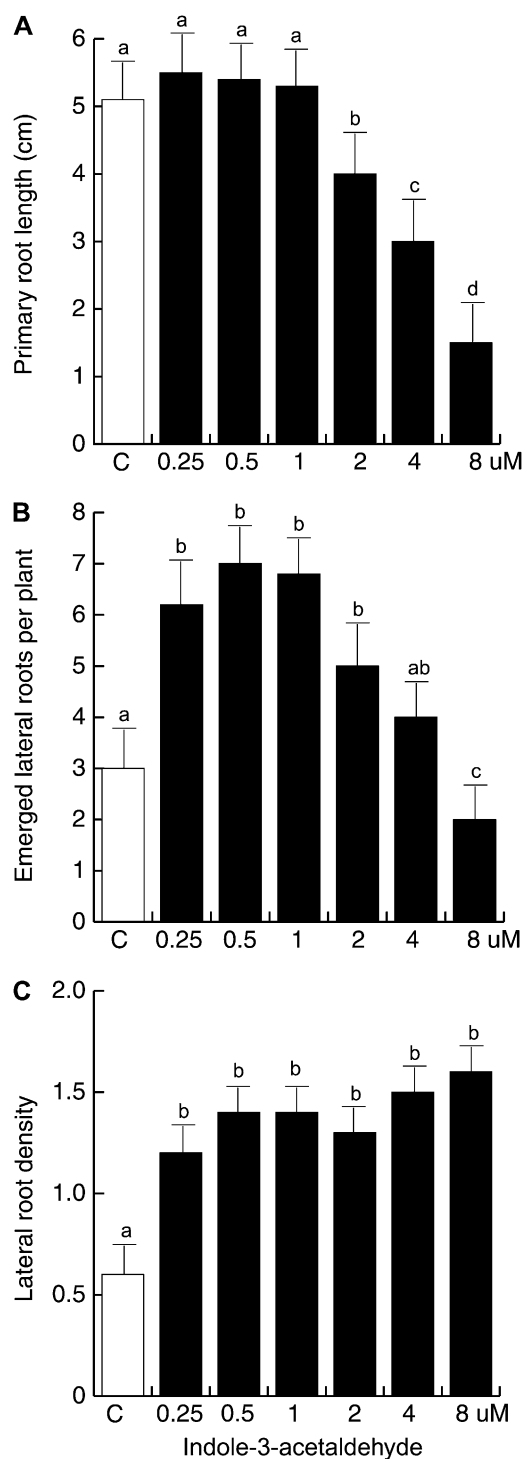 A
Primary root length (cm)
6
5
4
3
2
1
0
a
a
a
a
b
c
d
C 0.25 0.5 1 2 4 8 uM
B
Emerged lateral roots per plant
8
7
6
5
4
3
2
1
0
a
b
b
b
b
ab
c
C 0.25 0.5 1 2 4 8 uM
C
Lateral root density
2.0
1.5
1.0
0.5
0
a
b
b
b
b
b
b
C 0.25 0.5 1 2 4 8 uM
Indole-3-acetaldehyde